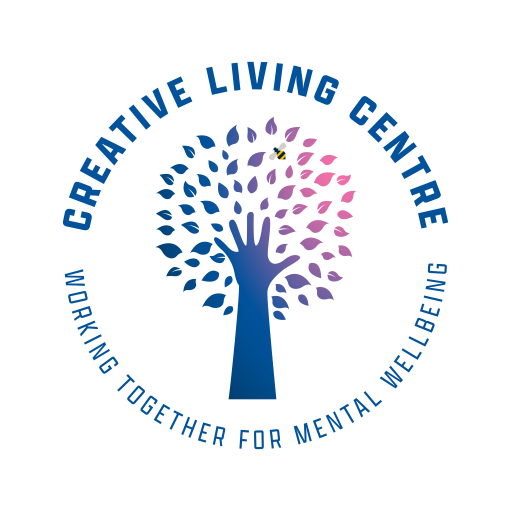 CREATIVE LIVING CENTRE
WORKING TOGETHER FOR MENTAL WELLBEING